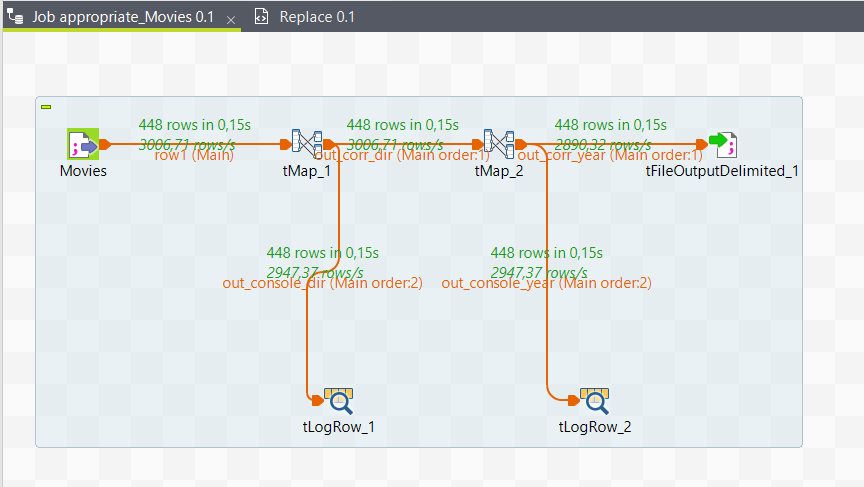 Job appropriate_Movies 0.1
Replace 0.1
448 rows in 0,15s
3006,71 rows/s
row1 (Main)
448 rows in 0,15s
3006,71 rows/s
out_corr_dir (Main order:1)
448 rows in 0,15s
2890,32 rows/s
out_corr_year (Main order:1)
Movies
tMap_1
tMap_2
tFileOutputDelimited_1
448 rows in 0,15s
2947,37 rows/s
out_console_dir (Main order:2)
448 rows in 0,15s
2947,37 rows/s
out_console_year (Main order:2)
tLogRow_1
tLogRow_2